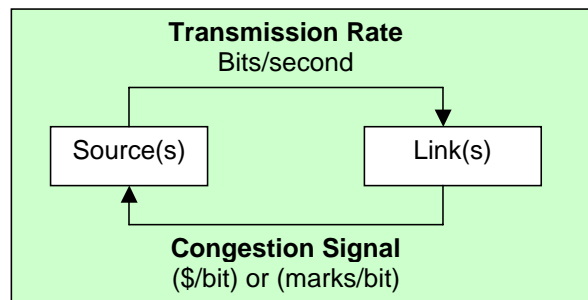 Transmission Rate
Bits/second
Source(s)
Link(s)
Congestion Signal
($/bit) or (marks/bit)